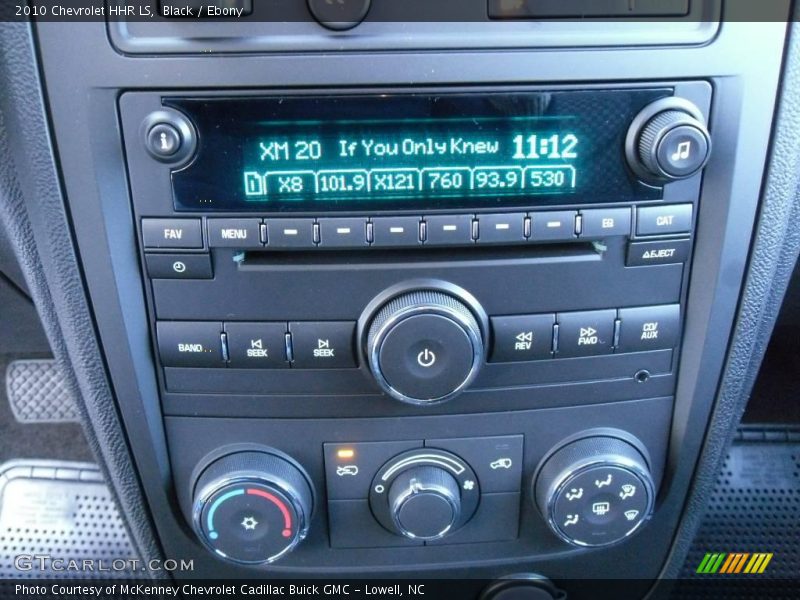 2010 Chevrolet HHR LS, Black / Ebony
XM 20 If You Only Knew 11:12
1 X8 101.9 X121 760 93.9 530
FAV MENU EQ CAT
EJECT
BAND SEEK SEEK REV FWD CD/AUX
GTCARLOT.COM
Photo Courtesy of McKenney Chevrolet Cadillac Buick GMC - Lowell, NC